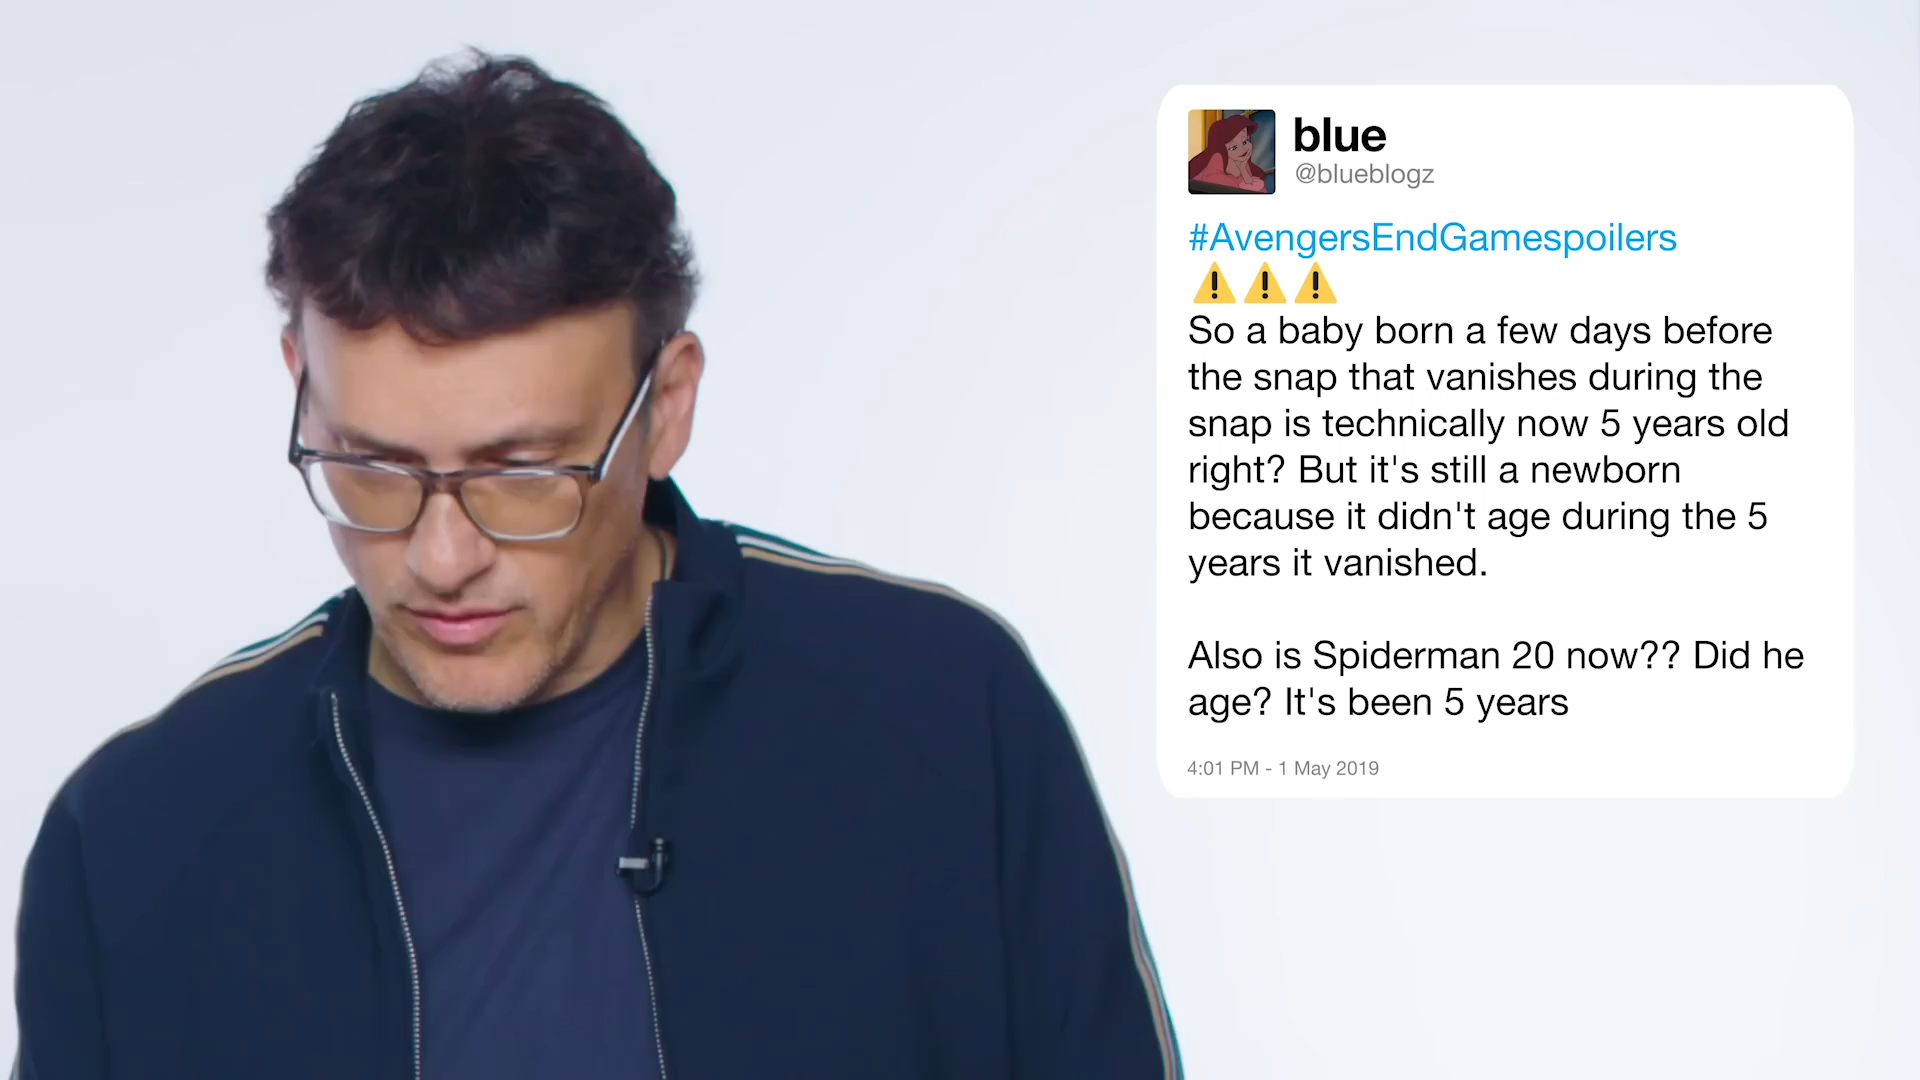 blue
@blueblogz
#AvengersEndGamespoilers
⚠️⚠️⚠️
So a baby born a few days before
the snap that vanishes during the
snap is technically now 5 years old
right? But it's still a newborn
because it didn't age during the 5
years it vanished.
Also is Spiderman 20 now?? Did he
age? It's been 5 years
4:01 PM - 1 May 2019